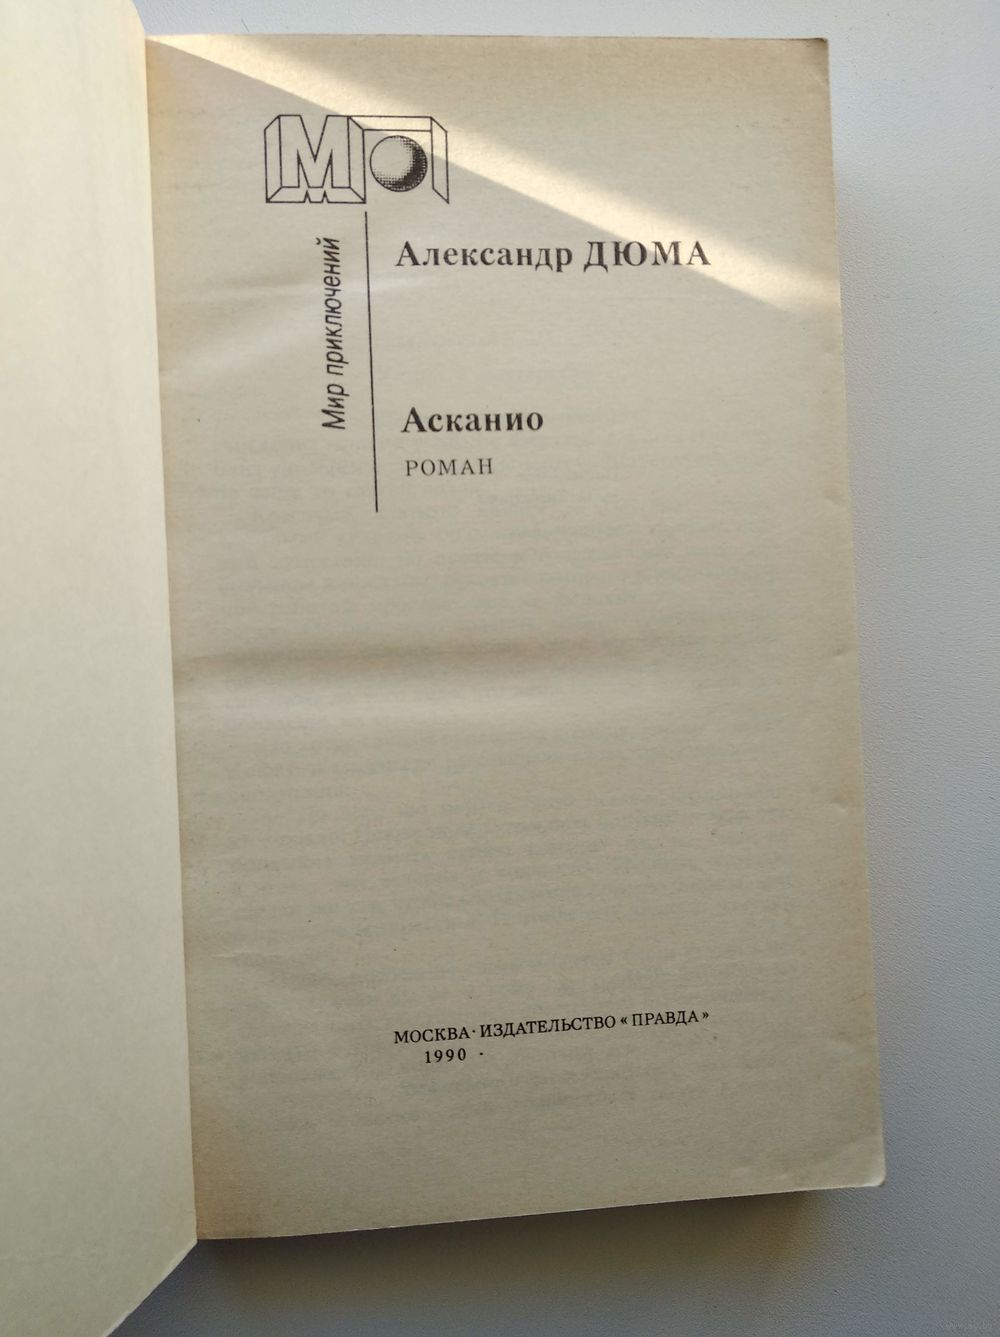 МП
Мир приключений
Александр ДЮМА
Асканио
РОМАН
МОСКВА · ИЗДАТЕЛЬСТВО «ПРАВДА»
1990